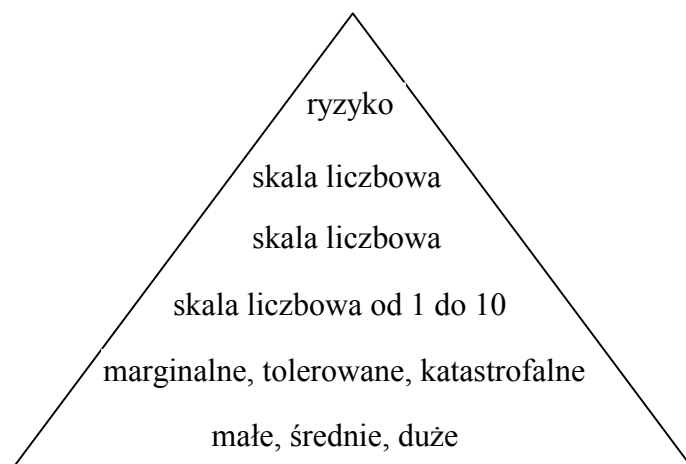 ryzyko
skala liczbowa
skala liczbowa
skala liczbowa od 1 do 10
marginalne, tolerowane, katastrofalne
małe, średnie, duże